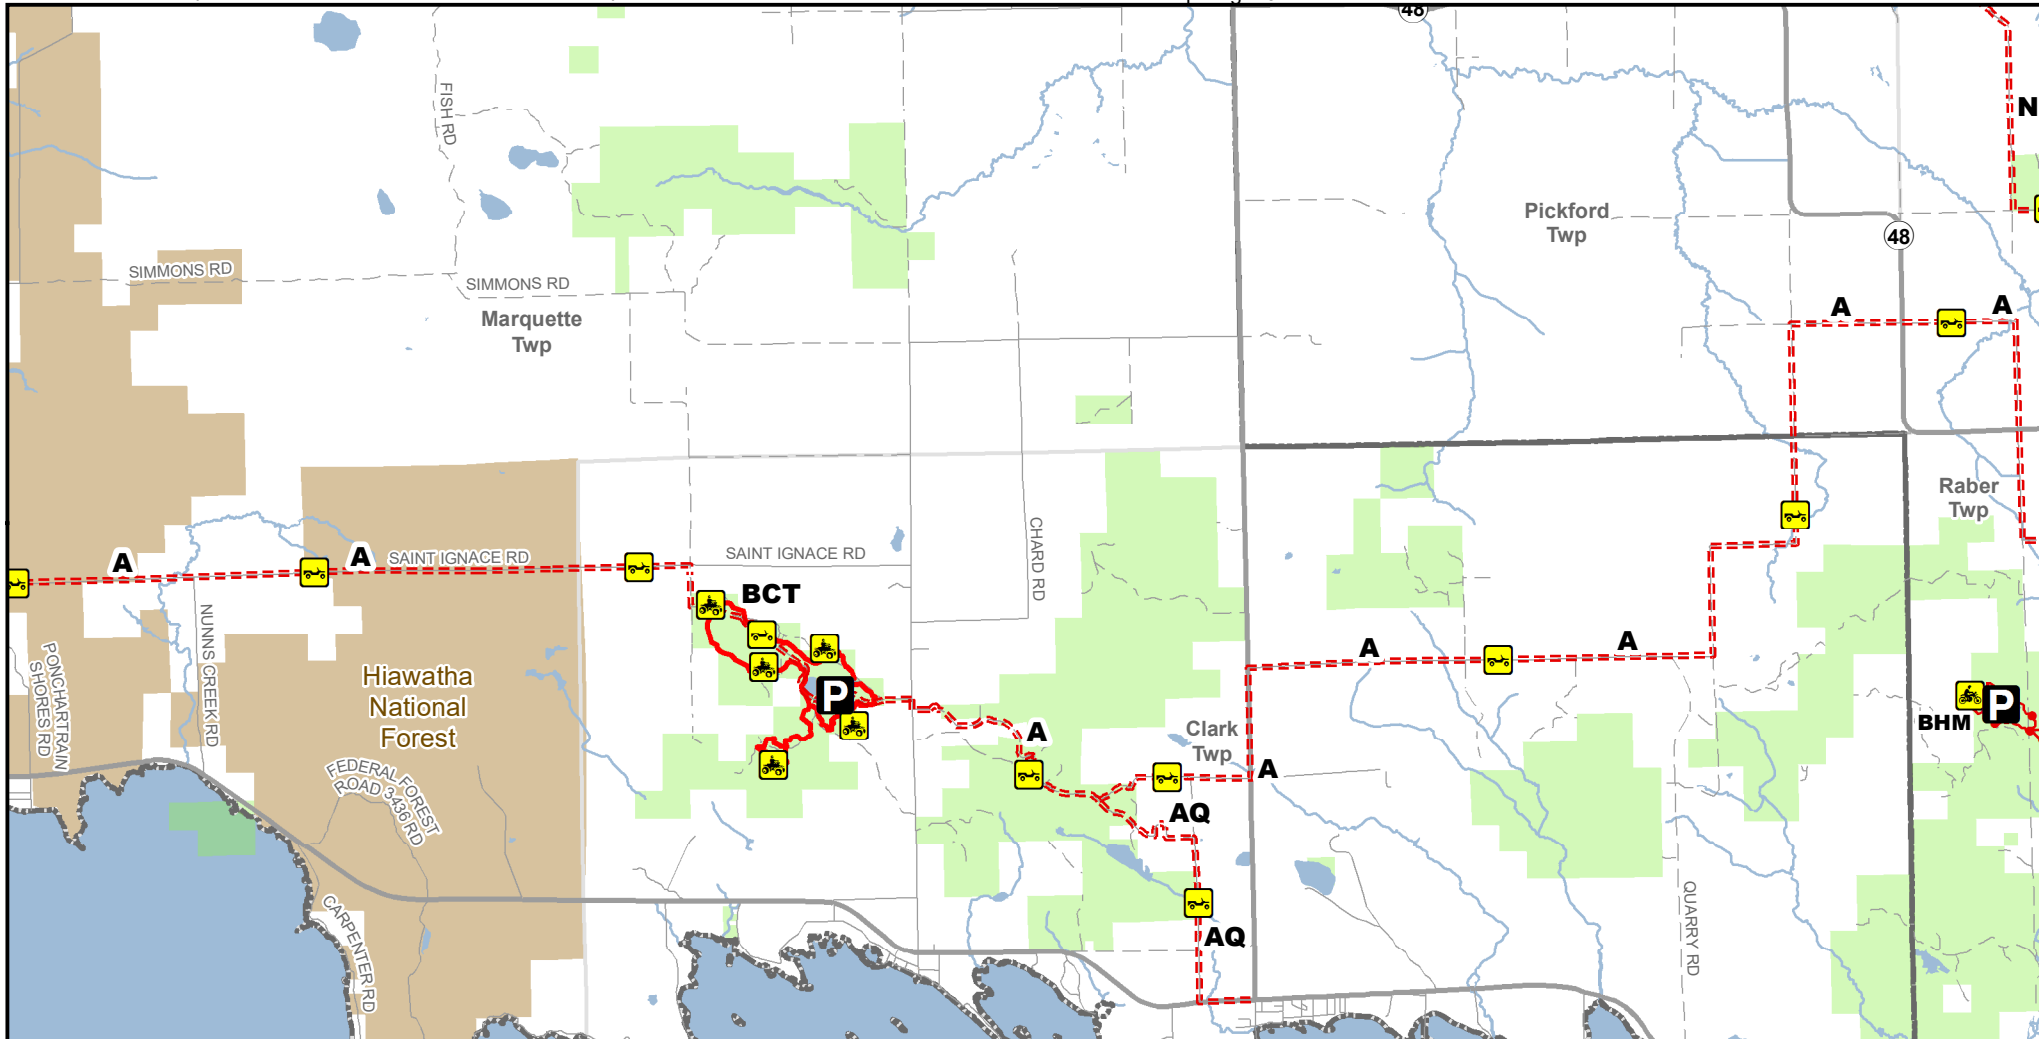 48
FISH RD
N
Pickford
Twp
48
SIMMONS RD
SIMMONS RD
Marquette
Twp
A
A
Raber
Twp
CHARD RD
A
A
SAINT IGNACE RD
SAINT IGNACE RD
BCT
NUNNS CREEK RD
PONCHARTRAIN
SHORES RD
Hiawatha
National
Forest
P
A
A
A
Clark
Twp
A
BHM
P
FEDERAL FOREST
ROAD 3436 RD
AQ
AQ
CARPENTER RD
QUARRY RD